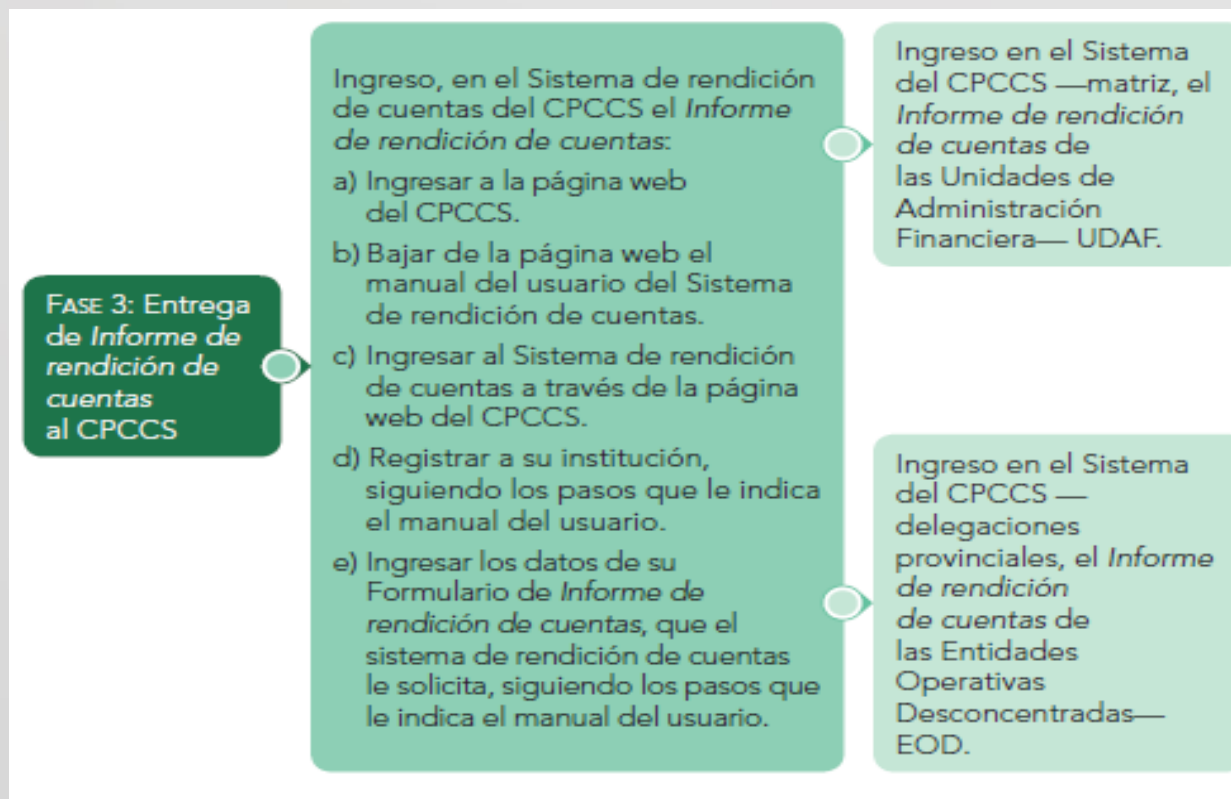 FASE 3: Entrega
de Informe de
rendición de
cuentas
al CPCCS
Ingreso, en el Sistema de rendición
de cuentas del CPCCS el Informe
de rendición de cuentas:
a) Ingresar a la página web
del CPCCS.
b) Bajar de la página web el
manual del usuario del Sistema
de rendición de cuentas.
c) Ingresar al Sistema de rendición
de cuentas a través de la página
web del CPCCS.
d) Registrar a su institución,
siguiendo los pasos que le indica
el manual del usuario.
e) Ingresar los datos de su
Formulario de Informe de
rendición de cuentas, que el
sistema de rendición de cuentas
le solicita, siguiendo los pasos que
le indica el manual del usuario.
Ingreso en el Sistema
del CPCCS —matriz, el
Informe de rendición
de cuentas de
las Unidades de
Administración
Financiera— UDAF.
Ingreso en el Sistema
del CPCCS —
delegaciones
provinciales, el Informe
de rendición
de cuentas de
las Entidades
Operativas
Desconcentradas—
EOD.